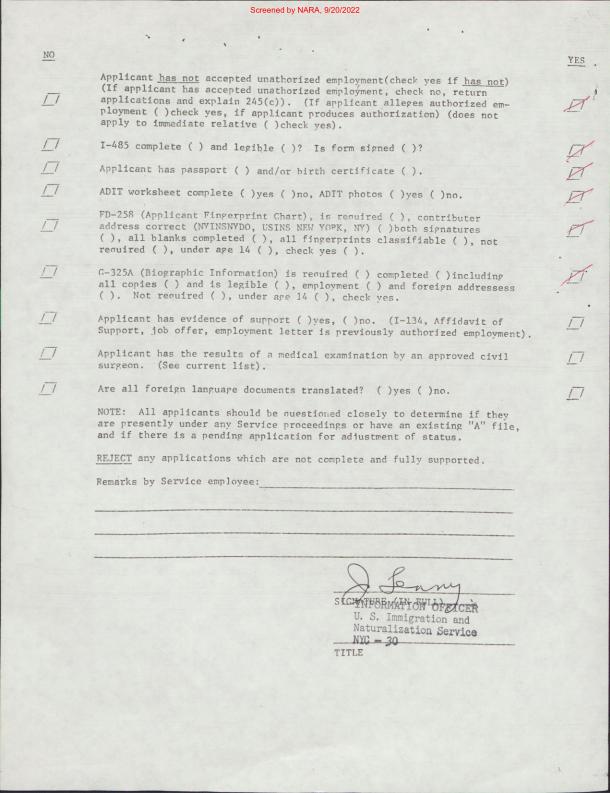 Screened by NARA, 9/20/2022
NO
YES
Applicant has not accepted unathorized employment(check yes if has not)
(If applicant has accepted unathorized employment, check no, return
applications and explain 245(c)). (If applicant alleges authorized em-
ployment ( )check yes, if applicant produces authorization) (does not
apply to immediate relative ( )check yes).
I-485 complete ( ) and legible ( )? Is form signed ( )?
Applicant has passport ( ) and/or birth certificate ( ).
ADIT worksheet complete ( )yes ( )no, ADIT photos ( )yes ( )no.
FD-258 (Applicant Fingerprint Chart), is required ( ), contributer
address correct (NYINSNYDO, USINS NEW YORK, NY) ( )both signatures
( ), all blanks completed ( ), all fingerprints classifiable ( ), not
required ( ), under age 14 ( ), check yes ( ).
G-325A (Biographic Information) is required ( ) completed ( )including
all copies ( ) and is legible ( ), employment ( ) and foreign addressess
( ). Not required ( ), under age 14 ( ), check yes.
Applicant has evidence of support ( )yes, ( )no. (I-134, Affidavit of
Support, job offer, employment letter is previously authorized employment).
Applicant has the results of a medical examination by an approved civil
surgeon. (See current list).
Are all foreign language documents translated? ( )yes ( )no.
NOTE: All applicants should be questioned closely to determine if they
are presently under any Service proceedings or have an existing "A" file,
and if there is a pending application for adjustment of status.
REJECT any applications which are not complete and fully supported.
Remarks by Service employee:
SIGNATURE (IN FULL)
INFORMATION OFFICER
U. S. Immigration and
Naturalization Service
NYC - 30
TITLE